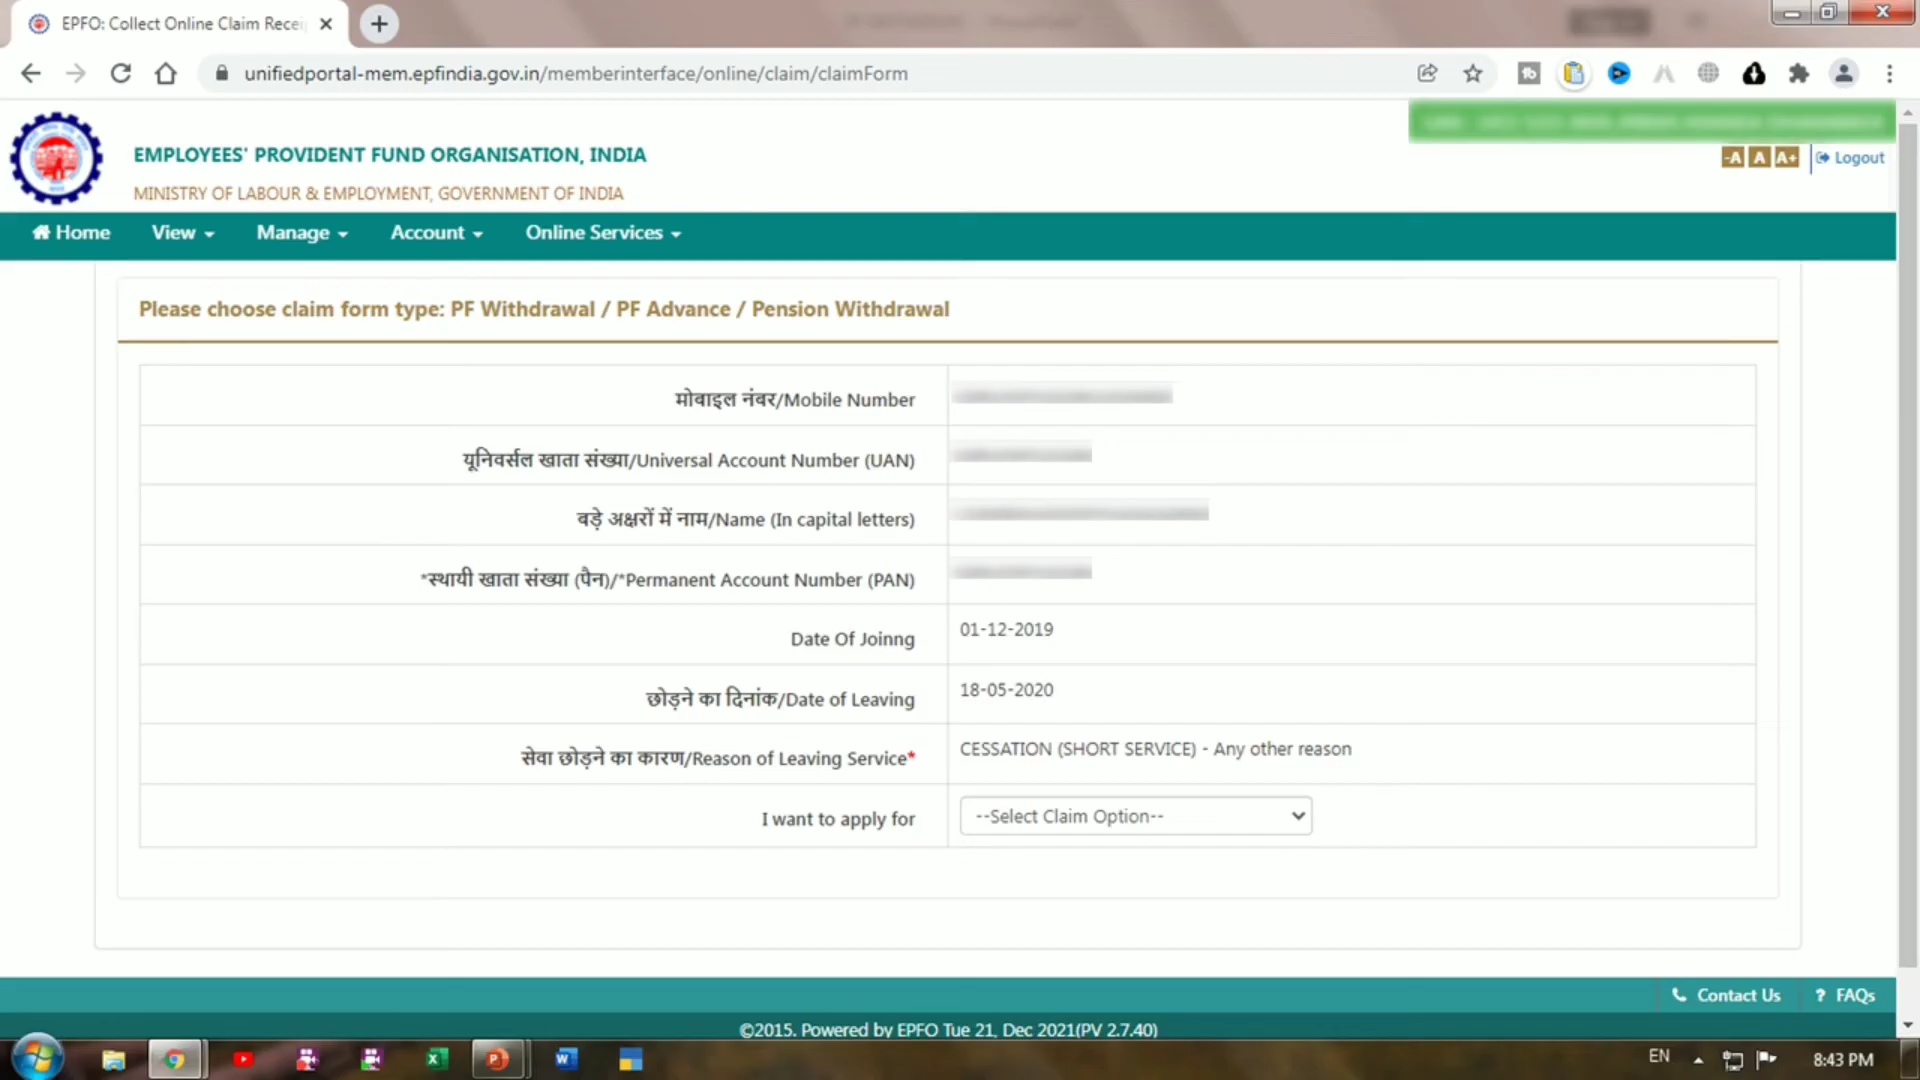 EPFO: Collect Online Claim Recei
unifiedportal-mem.epfindia.gov.in/memberinterface/online/claim/claimForm
EMPLOYEES' PROVIDENT FUND ORGANISATION, INDIA
MINISTRY OF LABOUR & EMPLOYMENT, GOVERNMENT OF INDIA
-A A A+ Logout
Home View Manage Account Online Services
Please choose claim form type: PF Withdrawal / PF Advance / Pension Withdrawal
मोबाइल नंबर/Mobile Number
यूनिवर्सल खाता संख्या/Universal Account Number (UAN)
बड़े अक्षरों में नाम/Name (In capital letters)
*स्थायी खाता संख्या (पैन)/*Permanent Account Number (PAN)
Date Of Joinng 01-12-2019
छोड़ने का दिनांक/Date of Leaving 18-05-2020
सेवा छोड़ने का कारण/Reason of Leaving Service* CESSATION (SHORT SERVICE) - Any other reason
I want to apply for --Select Claim Option--
Contact Us ? FAQs
©2015. Powered by EPFO Tue 21, Dec 2021(PV 2.7.40)
EN 8:43 PM